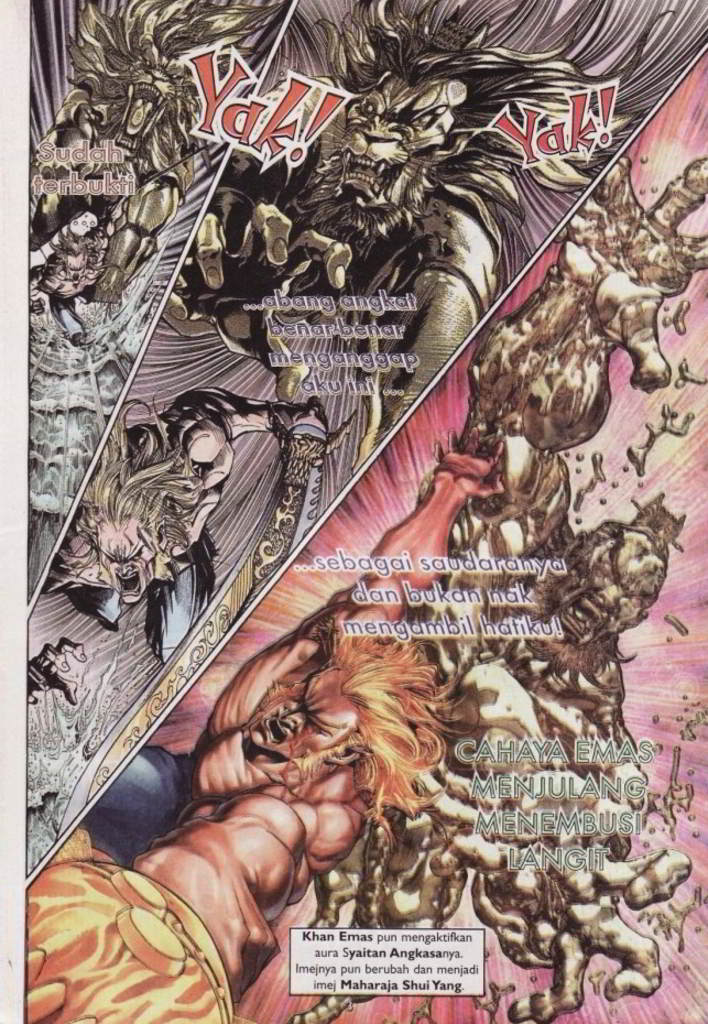 Yak!
Yak!
Yak!
Sudah
terbukti
...abang angkat
benar-benar
menganggap
aku ini ...
...sebagai saudaranya
dan bukan nak
mengambil hatiku!
CAHAYA EMAS
MENJULANG
MENEMBUSI
LANGIT
Khan Emas pun mengaktifkan
aura Syaitan Angkasanya.
Imejnya pun berubah dan menjadi
imej Maharaja Shui Yang.